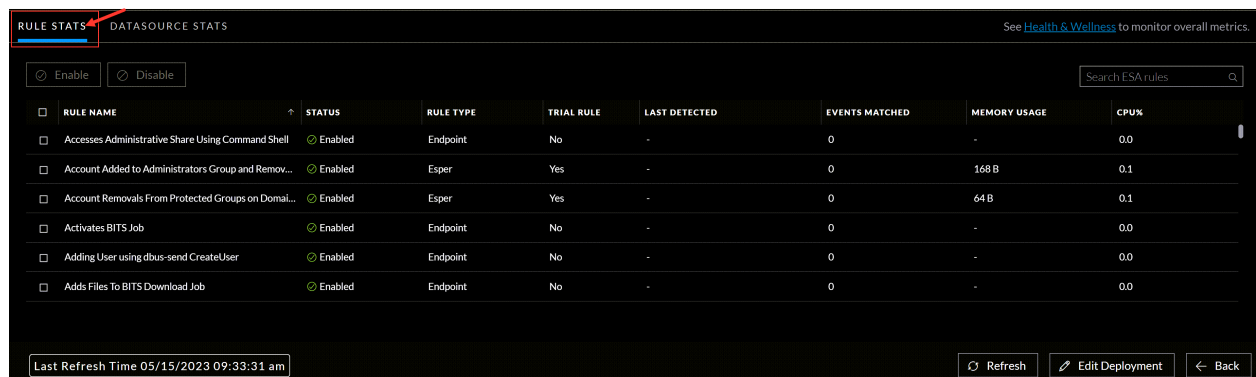 RULE STATS DATASOURCE STATS See Health & Wellness to monitor overall metrics.
Enable Disable Search ESA rules
RULE NAME STATUS RULE TYPE TRIAL RULE LAST DETECTED EVENTS MATCHED MEMORY USAGE CPU%
Accesses Administrative Share Using Command Shell Enabled Endpoint No - 0 - 0.0
Account Added to Administrators Group and Remov... Enabled Esper Yes - 0 168 B 0.1
Account Removals From Protected Groups on Domai... Enabled Esper Yes - 0 64 B 0.1
Activates BITS Job Enabled Endpoint No - 0 - 0.0
Adding User using dbus-send CreateUser Enabled Endpoint No - 0 - 0.0
Adds Files To BITS Download Job Enabled Endpoint No - 0 - 0.0
Last Refresh Time 05/15/2023 09:33:31 am Refresh Edit Deployment Back